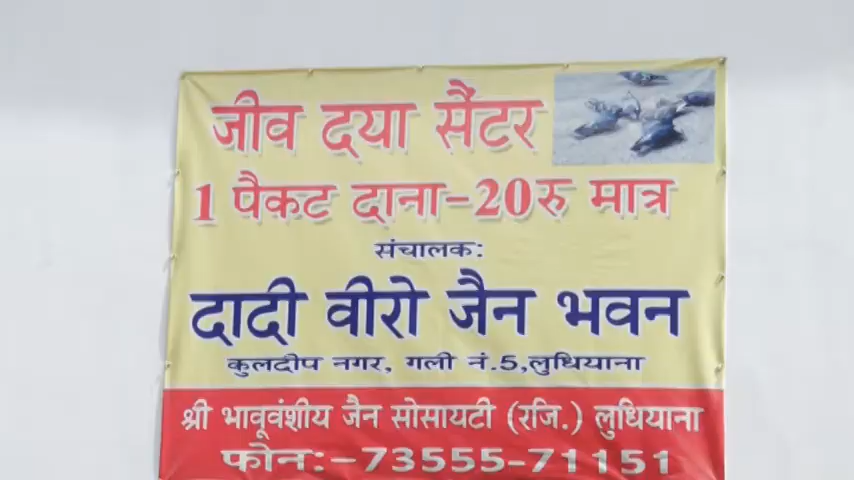 जीव दया सैंटर
1 पैकट दाना-20रु मात्र
संचालक:
दादी वीरो जैन भवन
कुलदीप नगर, गली नं.5,लुधियाना
श्री भावूवंशीय जैन सोसायटी (रजि.) लुधियाना
फोन:-73555-71151